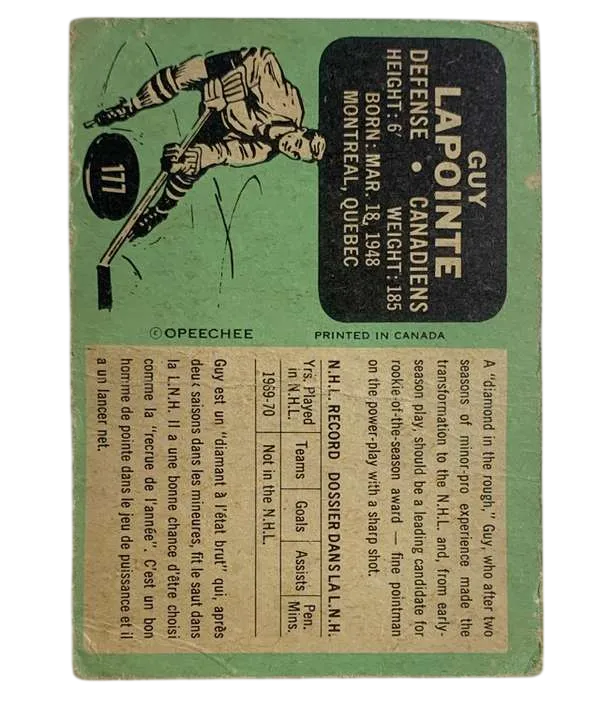 GUY
LAPOINTE
DEFENSE • CANADIENS
HEIGHT: 6' WEIGHT: 185
BORN: MAR. 18, 1948
MONTREAL, QUEBEC
177
© OPEECHEE PRINTED IN CANADA
A "diamond in the rough," Guy, who after two
seasons of minor-pro experience made the
transformation to the N.H.L. and, from early-
season play, should be a leading candidate for
rookie-of-the-season award — fine pointman
on the power-play with a sharp shot.
N.H.L. RECORD DOSSIER DANS LA L.N.H.
Yrs. Played in N.H.L. Teams Goals Assists Pen. Mins.
1969-70 Not in the N.H.L.
Guy est un "diamant à l'état brut" qui, après
deux saisons dans les mineures, fit le saut dans
la L.N.H. Il a une bonne chance d'être choisi
comme la "recrue de l'année". C'est un bon
homme de pointe dans le jeu de puissance et il
a un lancer net.